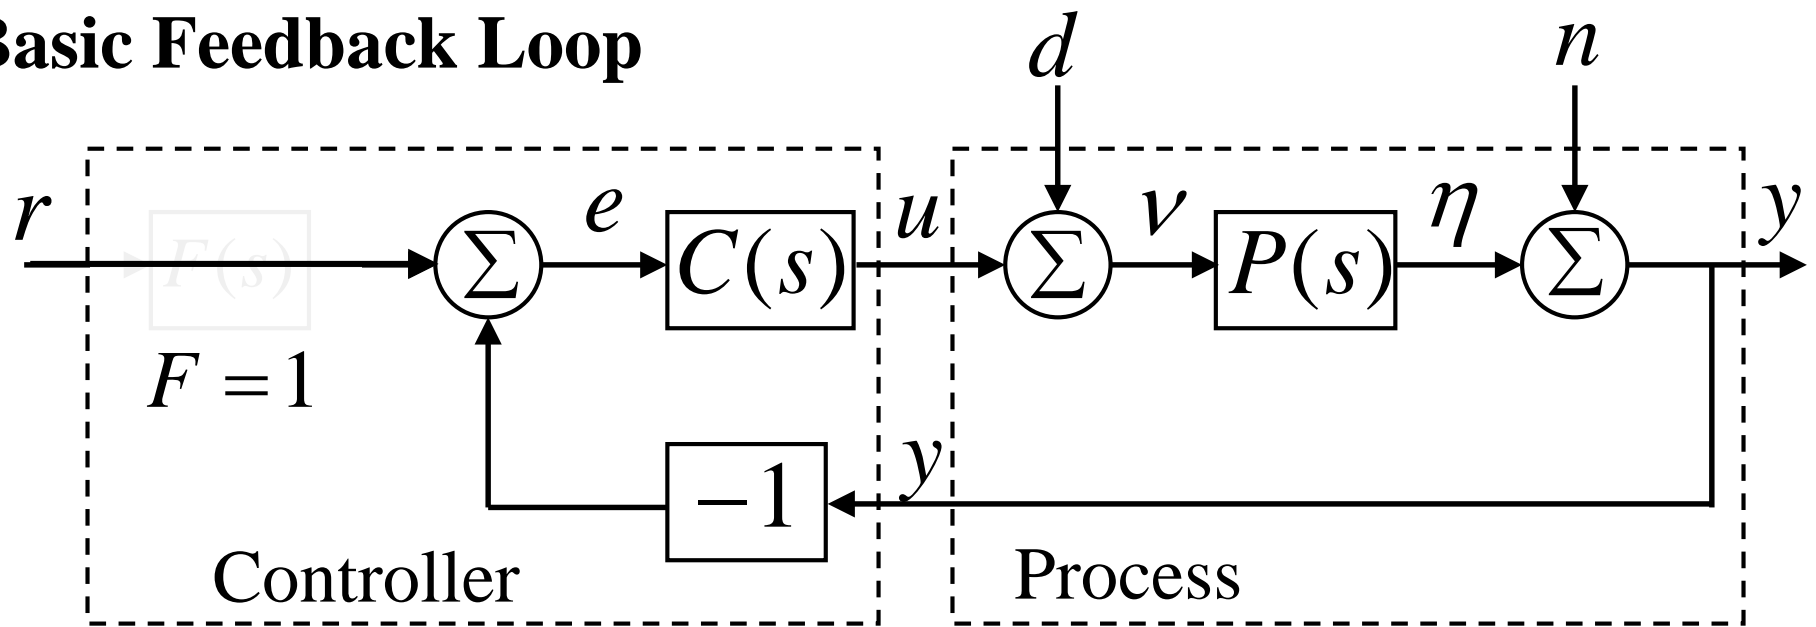 Basic Feedback Loop
d
n
r
F(s)
Σ
e
C(s)
u
Σ
ν
P(s)
η
Σ
y
F = 1
−1
y
Controller
Process